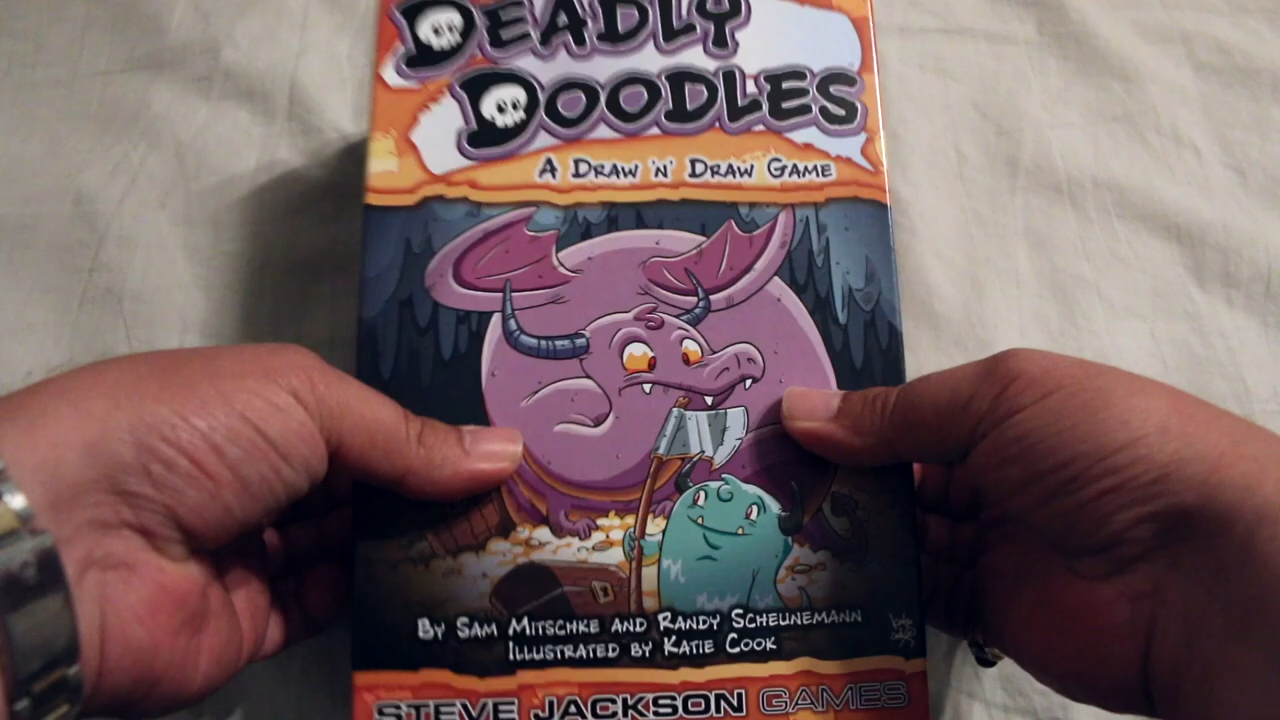 DEADLY
DOODLES
A DRAW 'N' DRAW GAME
BY SAM MITSCHKE AND RANDY SCHEUNEMANN
ILLUSTRATED BY KATIE COOK
STEVE JACKSON GAMES